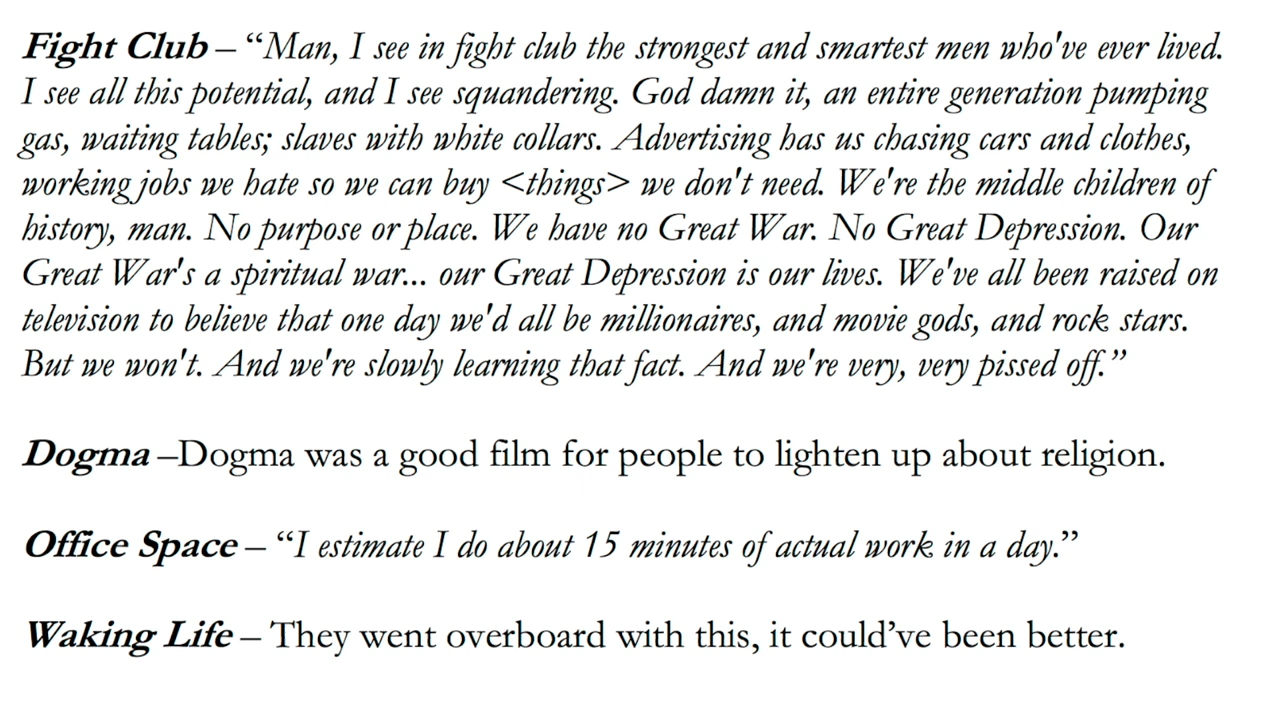 Fight Club – “Man, I see in fight club the strongest and smartest men who've ever lived.
I see all this potential, and I see squandering. God damn it, an entire generation pumping
gas, waiting tables; slaves with white collars. Advertising has us chasing cars and clothes,
working jobs we hate so we can buy <things> we don't need. We're the middle children of
history, man. No purpose or place. We have no Great War. No Great Depression. Our
Great War's a spiritual war... our Great Depression is our lives. We've all been raised on
television to believe that one day we'd all be millionaires, and movie gods, and rock stars.
But we won't. And we're slowly learning that fact. And we're very, very pissed off.”
Dogma –Dogma was a good film for people to lighten up about religion.
Office Space – “I estimate I do about 15 minutes of actual work in a day.”
Waking Life – They went overboard with this, it could’ve been better.